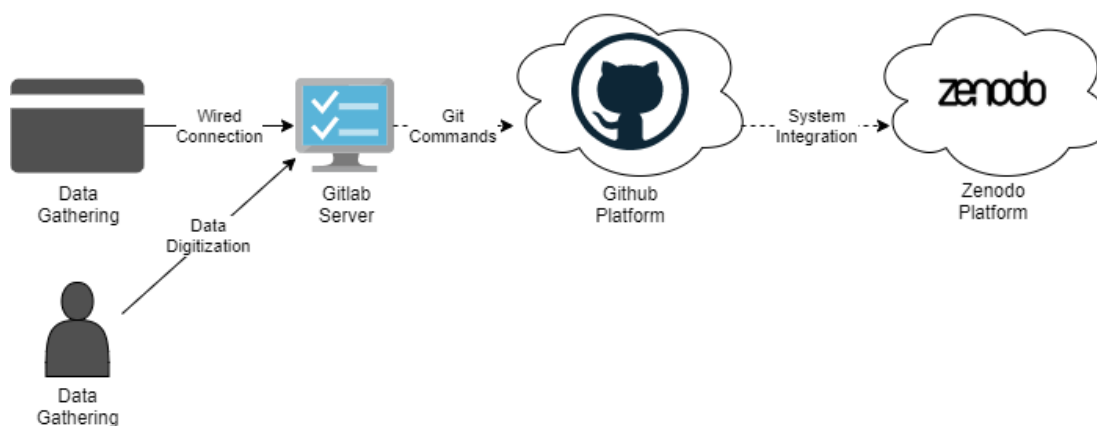 Wired
Connection
Data
Gathering
Gitlab
Server
Git
Commands
Github
Platform
System
Integration
zenodo
Zenodo
Platform
Data
Digitization
Data
Gathering